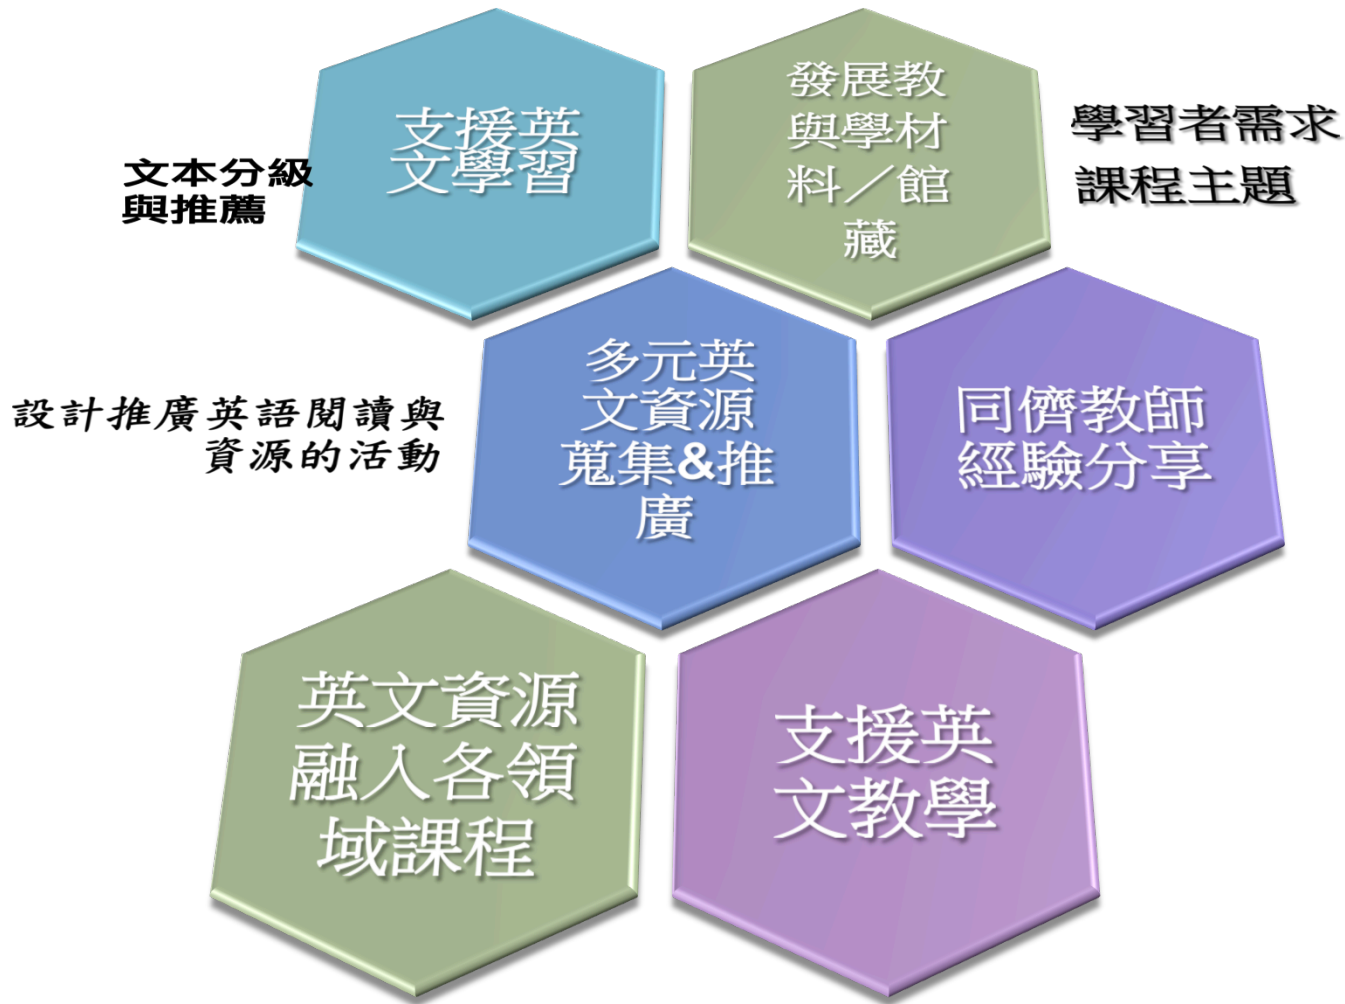 支援英
文學習
文本分級
與推薦
發展教
與學材
料／館
藏
學習者需求
課程主題
設計推廣英語閱讀與
資源的活動
多元英
文資源
蒐集&推
廣
同儕教師
經驗分享
英文資源
融入各領
域課程
支援英
文教學